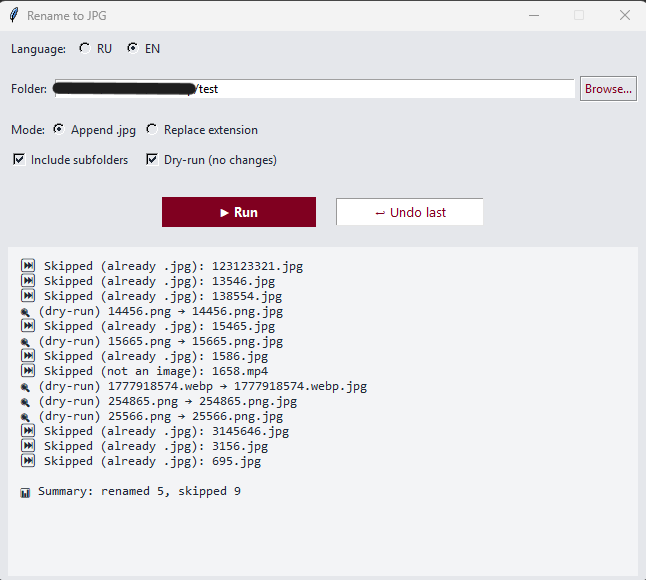 Rename to JPG
Language: RU EN
Folder: /test Browse...
Mode: Append .jpg Replace extension
Include subfolders Dry-run (no changes)
▶ Run ↩ Undo last
⏭ Skipped (already .jpg): 123123321.jpg
⏭ Skipped (already .jpg): 13546.jpg
⏭ Skipped (already .jpg): 138554.jpg
🔍 (dry-run) 14456.png → 14456.png.jpg
⏭ Skipped (already .jpg): 15465.jpg
🔍 (dry-run) 15665.png → 15665.png.jpg
⏭ Skipped (already .jpg): 1586.jpg
⏭ Skipped (not an image): 1658.mp4
🔍 (dry-run) 1777918574.webp → 1777918574.webp.jpg
🔍 (dry-run) 254865.png → 254865.png.jpg
🔍 (dry-run) 25566.png → 25566.png.jpg
⏭ Skipped (already .jpg): 3145646.jpg
⏭ Skipped (already .jpg): 3156.jpg
⏭ Skipped (already .jpg): 695.jpg
📊 Summary: renamed 5, skipped 9